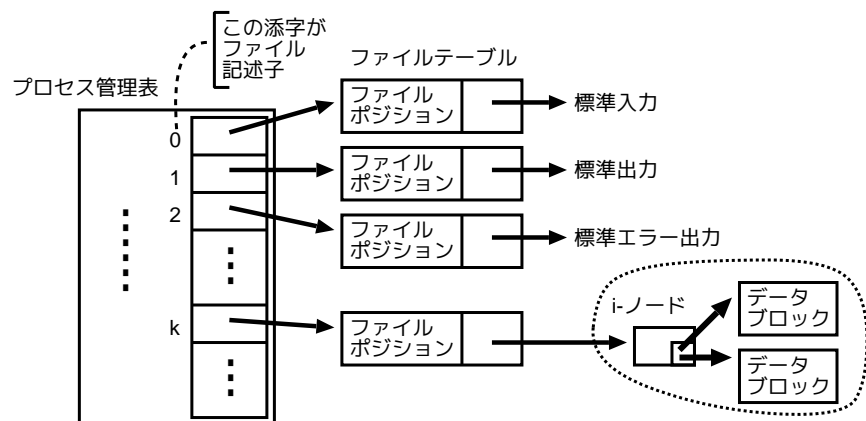 この添字が
ファイル
記述子
ファイルテーブル
プロセス管理表
ファイル
ポジション
標準入力
0
ファイル
ポジション
標準出力
1
2
ファイル
ポジション
標準エラー出力
i-ノード
データ
ブロック
k
ファイル
ポジション
データ
ブロック